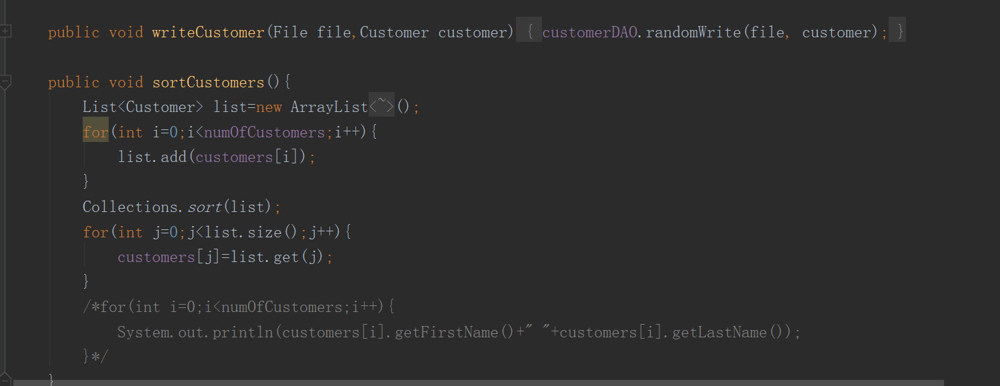 public void writeCustomer(File file,Customer customer) { customerDAO.randomWrite(file, customer); }
public void sortCustomers(){
List<Customer> list=new ArrayList<~>();
for(int i=0;i<numOfCustomers;i++){
list.add(customers[i]);
}
Collections.sort(list);
for(int j=0;j<list.size();j++){
customers[j]=list.get(j);
}
/*for(int i=0;i<numOfCustomers;i++){
System.out.println(customers[i].getFirstName()+" "+customers[i].getLastName());
}*/
}